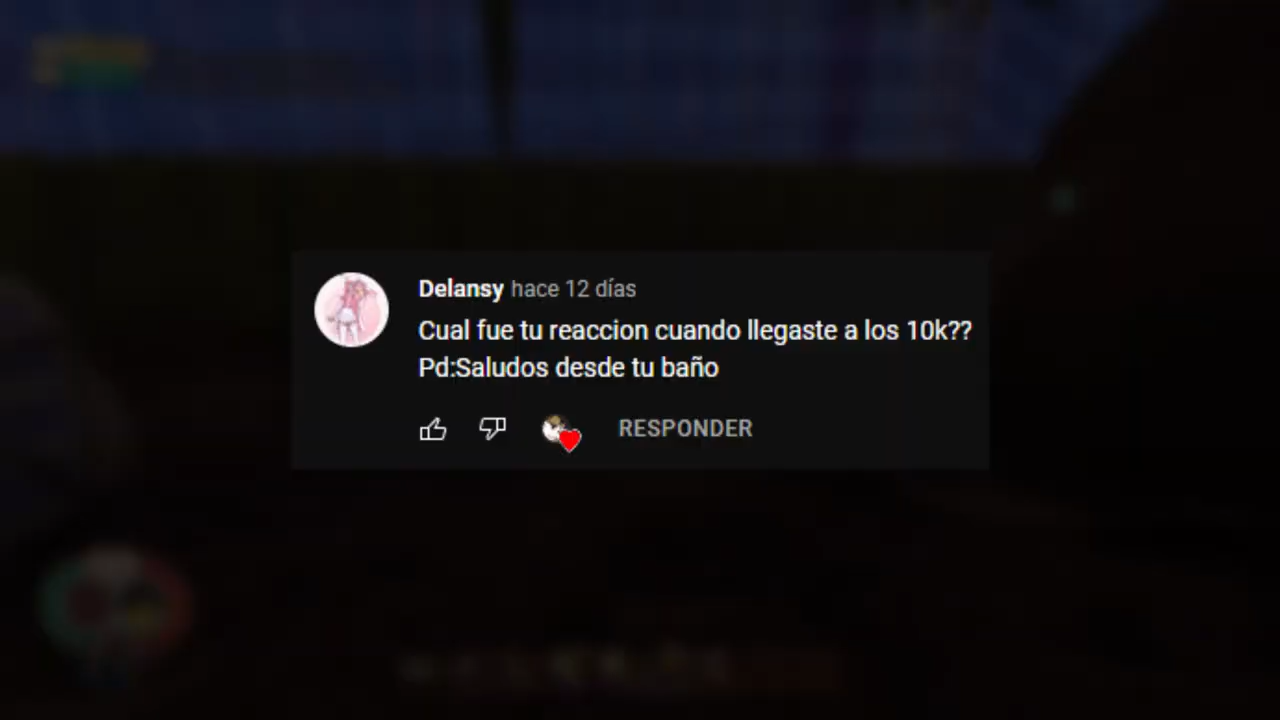 Delansy hace 12 días
Cual fue tu reaccion cuando llegaste a los 10k??
Pd:Saludos desde tu baño
RESPONDER